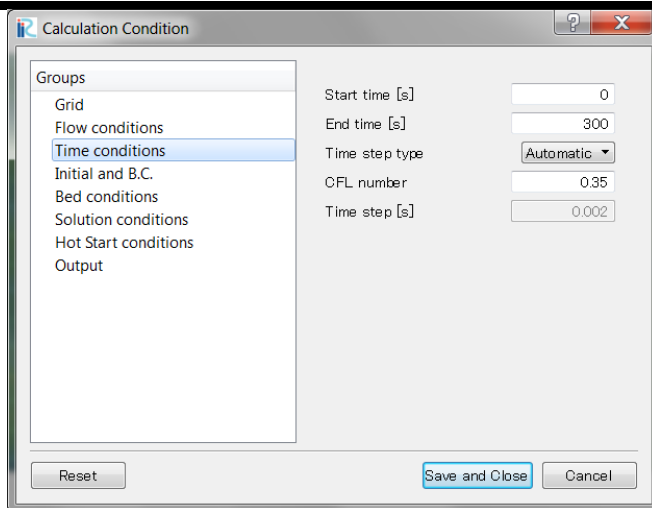 Calculation Condition
Groups
Grid
Flow conditions
Time conditions
Initial and B.C.
Bed conditions
Solution conditions
Hot Start conditions
Output
Start time [s] 0
End time [s] 300
Time step type Automatic
CFL number 0.35
Time step [s] 0.002
Reset Save and Close Cancel